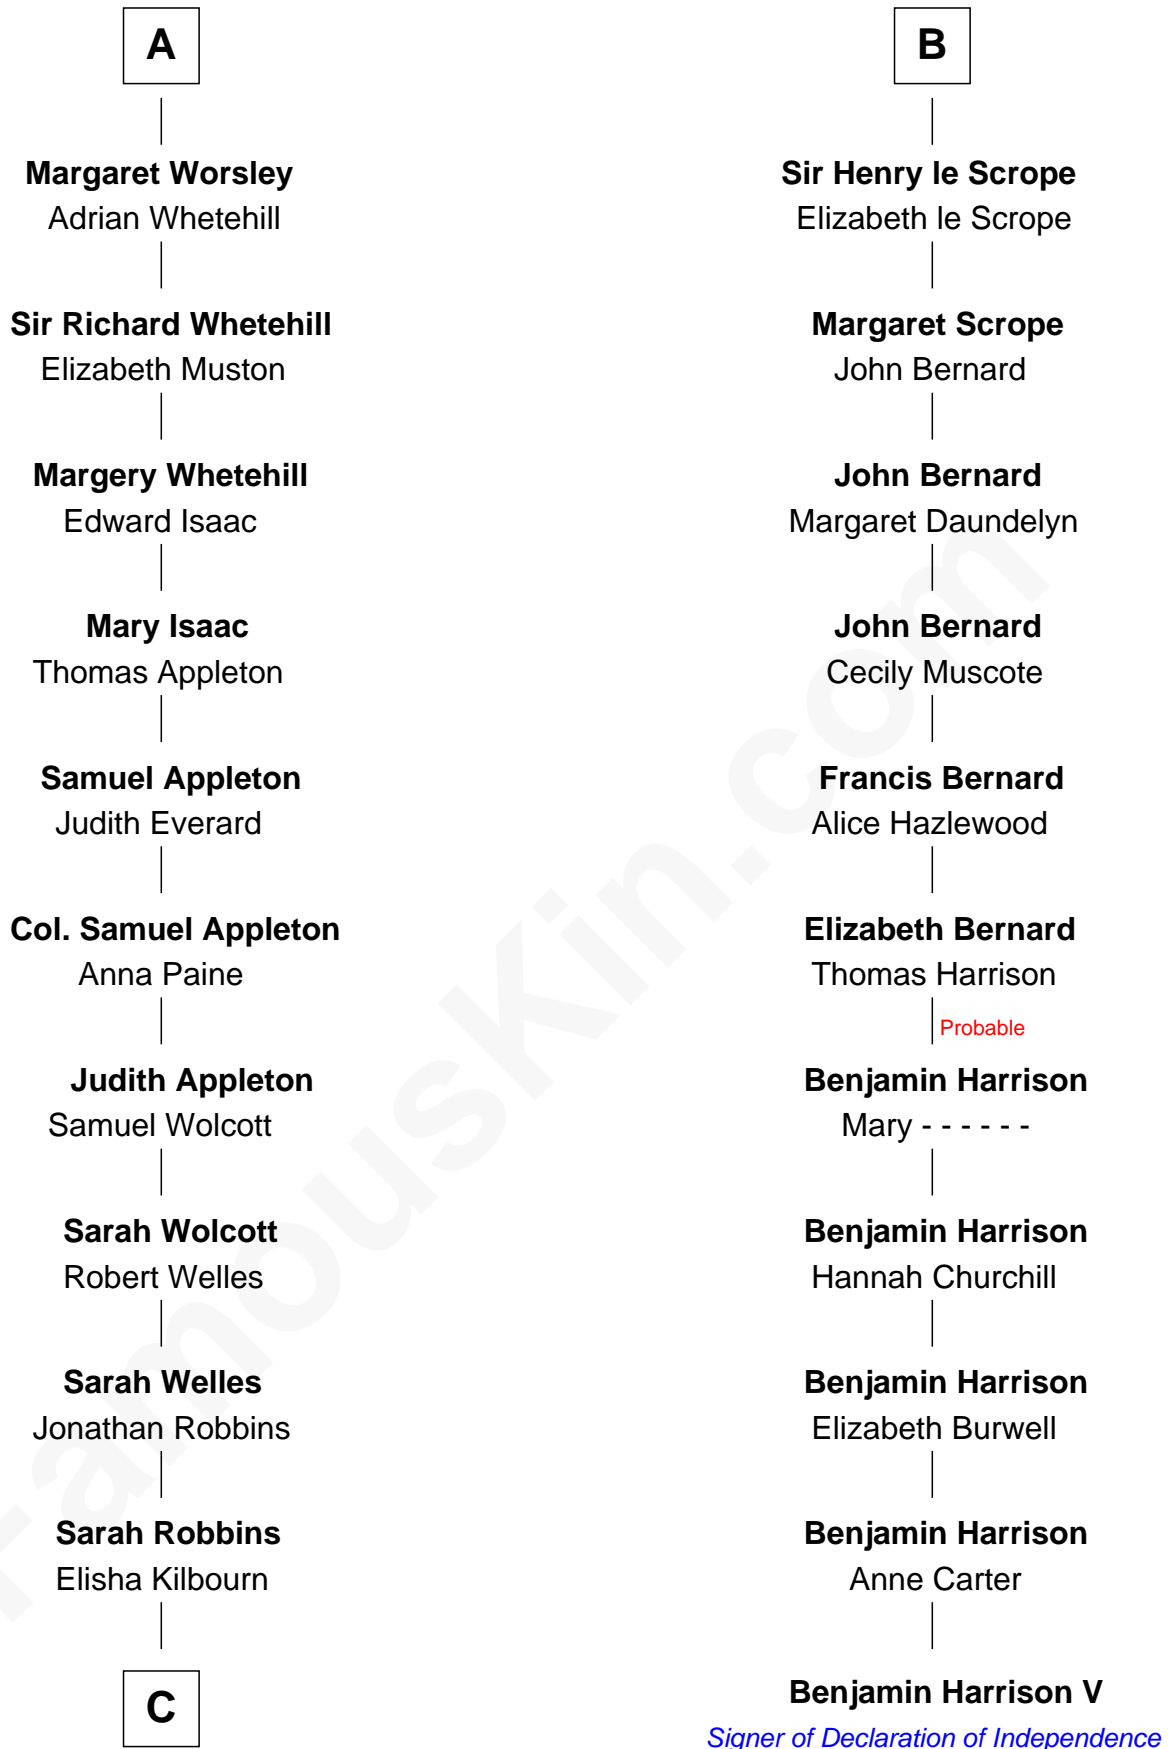 A
Margaret Worsley
Adrian Whetehill
Sir Richard Whetehill
Elizabeth Muston
Margery Whetehill
Edward Isaac
Mary Isaac
Thomas Appleton
Samuel Appleton
Judith Everard
Col. Samuel Appleton
Anna Paine
Judith Appleton
Samuel Wolcott
Sarah Wolcott
Robert Welles
Sarah Welles
Jonathan Robbins
Sarah Robbins
Elisha Kilbourn
C
B
Sir Henry le Scrope
Elizabeth le Scrope
Margaret Scrope
John Bernard
John Bernard
Margaret Daundelyn
John Bernard
Cecily Muscote
Francis Bernard
Alice Hazlewood
Elizabeth Bernard
Thomas Harrison
Probable
Benjamin Harrison
Mary - - - - - -
Benjamin Harrison
Hannah Churchill
Benjamin Harrison
Elizabeth Burwell
Benjamin Harrison
Anne Carter
Benjamin Harrison V
Signer of Declaration of Independence
FamousKin.com